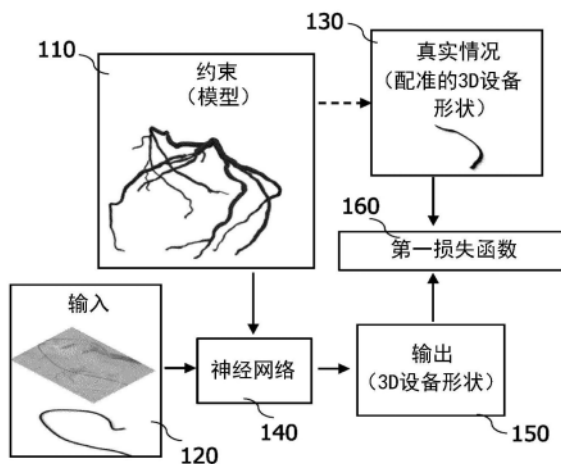 110
约束
（模型）
130
真实情况
（配准的3D设备
形状）
160
第一损失函数
输入
120
神经网络
140
输出
（3D设备形状）
150